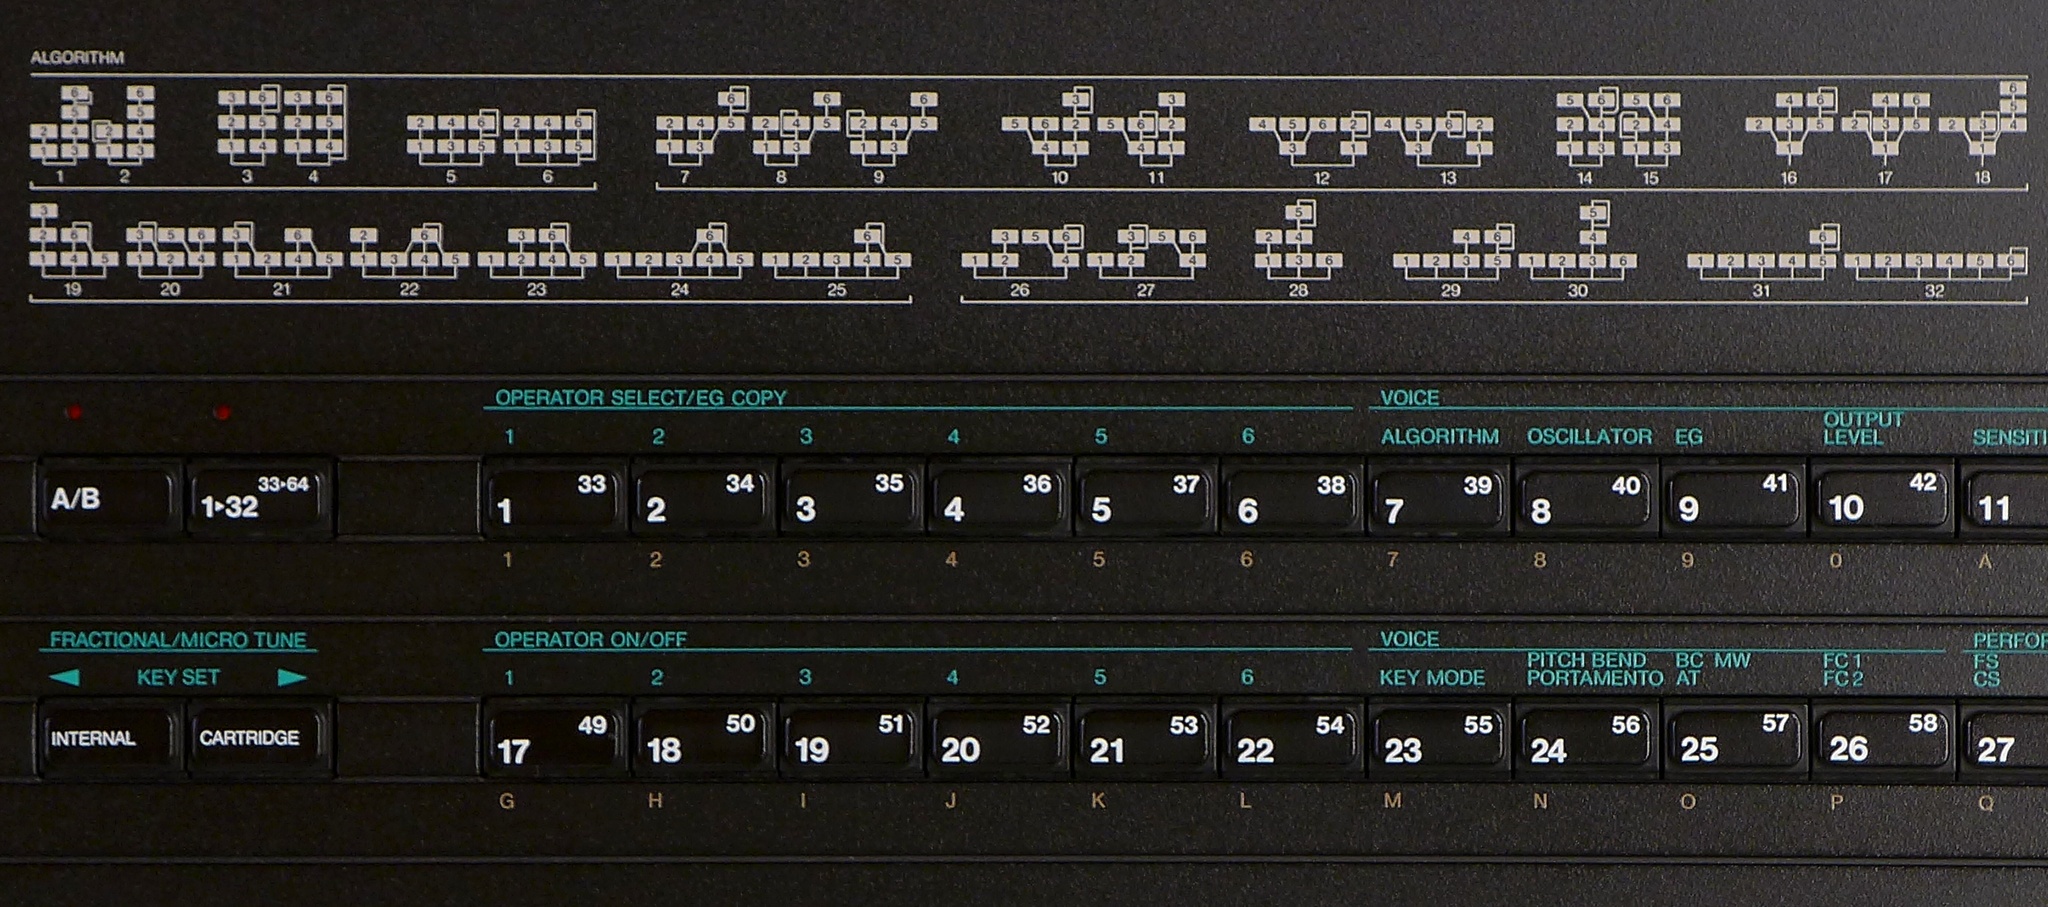 ALGORITHM
1 2 3 4 5 6 7 8 9 10 11 12 13 14 15 16 17 18
19 20 21 22 23 24 25 26 27 28 29 30 31 32
OPERATOR SELECT/EG COPY VOICE
1 2 3 4 5 6 ALGORITHM OSCILLATOR EG OUTPUT LEVEL SENSITI
A/B 1▸32 33▸64 1 33 2 34 3 35 4 36 5 37 6 38 7 39 8 40 9 41 10 42 11
1 2 3 4 5 6 7 8 9 0 A
FRACTIONAL/MICRO TUNE OPERATOR ON/OFF VOICE PERFOR
◀ KEY SET ▶ 1 2 3 4 5 6 KEY MODE PITCH BEND PORTAMENTO BC MW AT FC 1 FC 2 FS CS
INTERNAL CARTRIDGE 17 49 18 50 19 51 20 52 21 53 22 54 23 55 24 56 25 57 26 58 27
G H I J K L M N O P Q